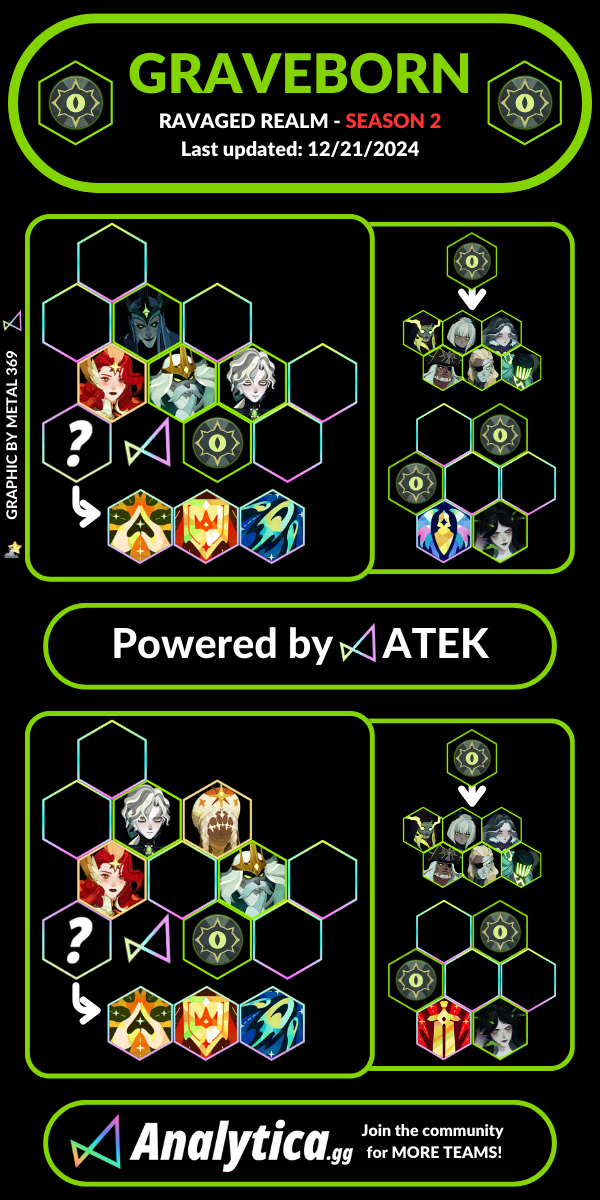 GRAVEBORN
RAVAGED REALM - SEASON 2
Last updated: 12/21/2024
GRAPHIC BY METAL 369
?
Powered by ATEK
?
Analytica.gg
Join the community
for MORE TEAMS!